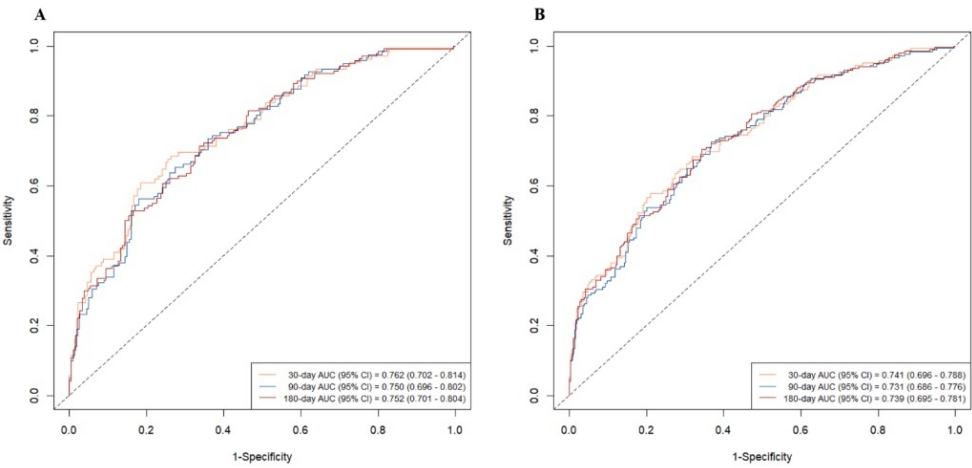 A
B
1.0
0.8
0.6
0.4
0.2
0.0
Sensitivity
30-day AUC (95% CI) = 0.762 (0.702 - 0.814)
90-day AUC (95% CI) = 0.750 (0.696 - 0.802)
180-day AUC (95% CI) = 0.752 (0.701 - 0.804)
0.0 0.2 0.4 0.6 0.8 1.0
1-Specificity
1.0
0.8
0.6
0.4
0.2
0.0
Sensitivity
30-day AUC (95% CI) = 0.741 (0.696 - 0.788)
90-day AUC (95% CI) = 0.731 (0.686 - 0.776)
180-day AUC (95% CI) = 0.739 (0.695 - 0.781)
0.0 0.2 0.4 0.6 0.8 1.0
1-Specificity